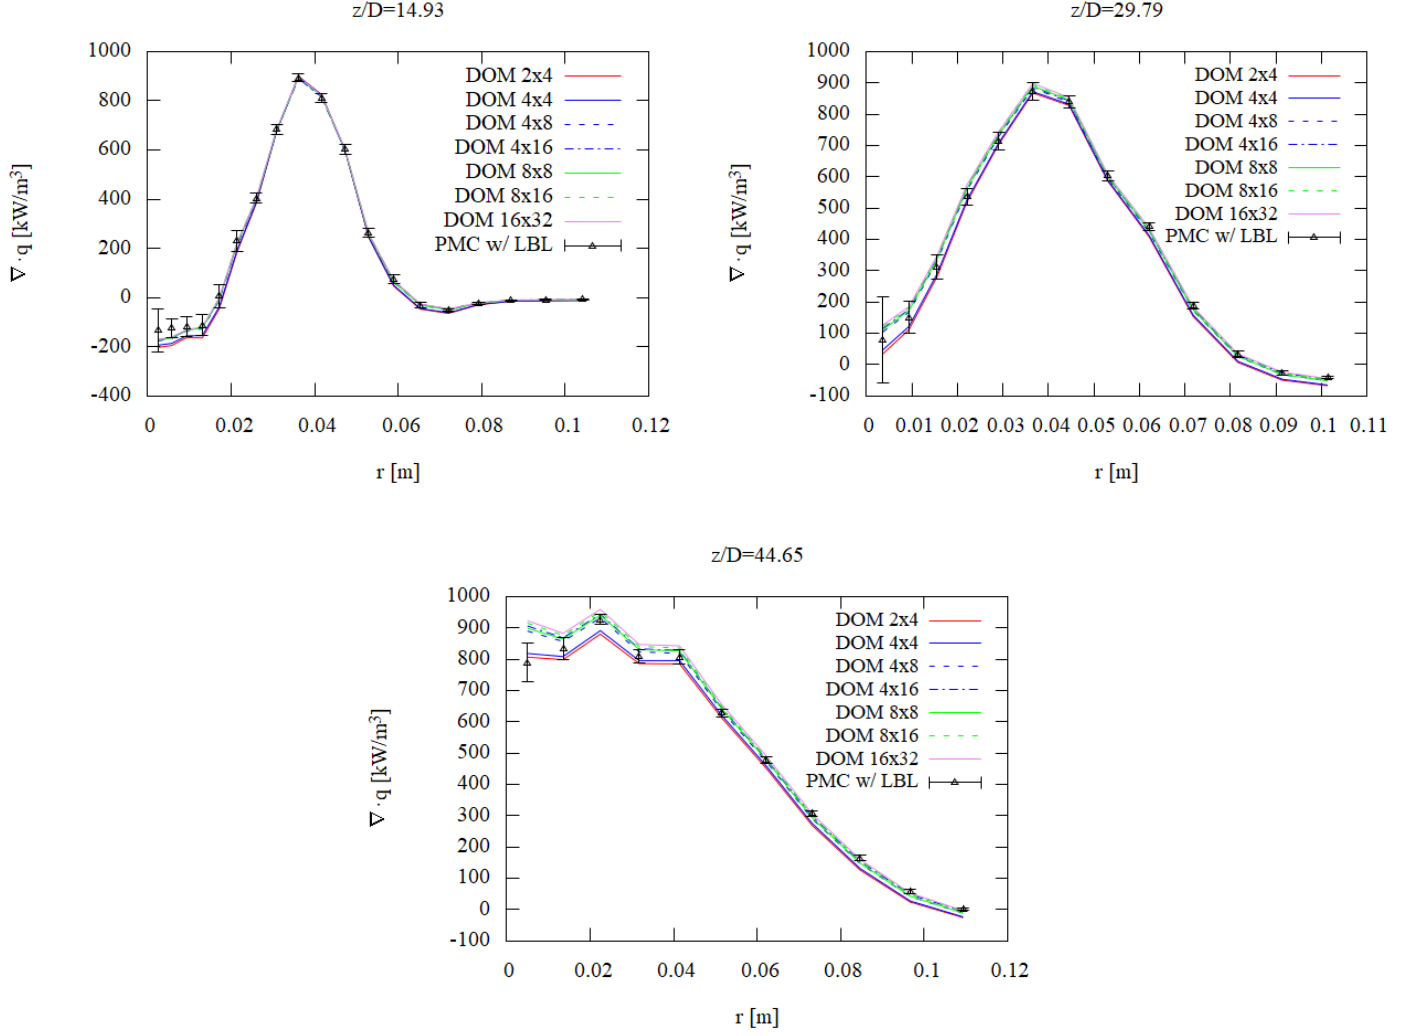 z/D=14.93
1000
800
600
400
200
0
-200
-400
0 0.02 0.04 0.06 0.08 0.1 0.12
r [m]
∇·q [kW/m³]
DOM 2x4
DOM 4x4
DOM 4x8
DOM 4x16
DOM 8x8
DOM 8x16
DOM 16x32
PMC w/ LBL
z/D=29.79
1000
900
800
700
600
500
400
300
200
100
0
-100
0 0.01 0.02 0.03 0.04 0.05 0.06 0.07 0.08 0.09 0.1 0.11
r [m]
∇·q [kW/m³]
DOM 2x4
DOM 4x4
DOM 4x8
DOM 4x16
DOM 8x8
DOM 8x16
DOM 16x32
PMC w/ LBL
z/D=44.65
1000
900
800
700
600
500
400
300
200
100
0
-100
0 0.02 0.04 0.06 0.08 0.1 0.12
r [m]
∇·q [kW/m³]
DOM 2x4
DOM 4x4
DOM 4x8
DOM 4x16
DOM 8x8
DOM 8x16
DOM 16x32
PMC w/ LBL